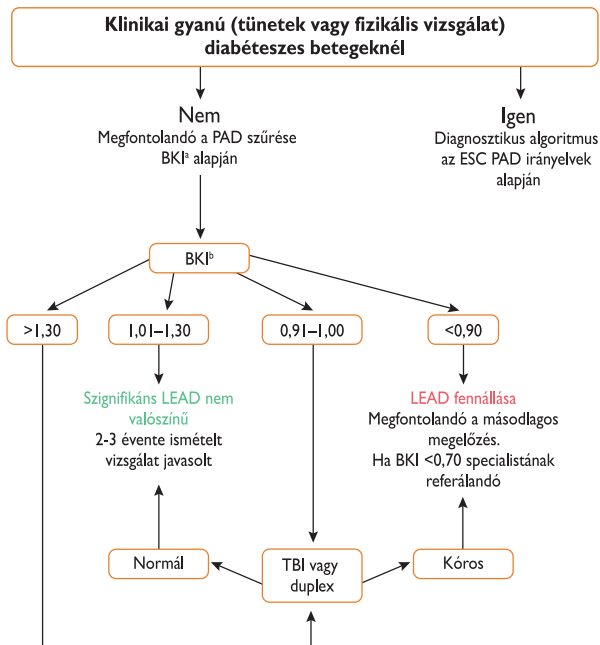 Klinikai gyanú (tünetek vagy fizikális vizsgálat)
diabéteszes betegeknél
Nem
Megfontolandó a PAD szűrése
BKIᵃ alapján
Igen
Diagnosztikus algoritmus
az ESC PAD irányelvek
alapján
BKIᵇ
>1,30
1,01–1,30
0,91–1,00
<0,90
Szignifikáns LEAD nem
valószínű
2-3 évente ismételt
vizsgálat javasolt
LEAD fennállása
Megfontolandó a másodlagos
megelőzés.
Ha BKI <0,70 specialistának
referálandó
Normál
TBI vagy
duplex
Kóros